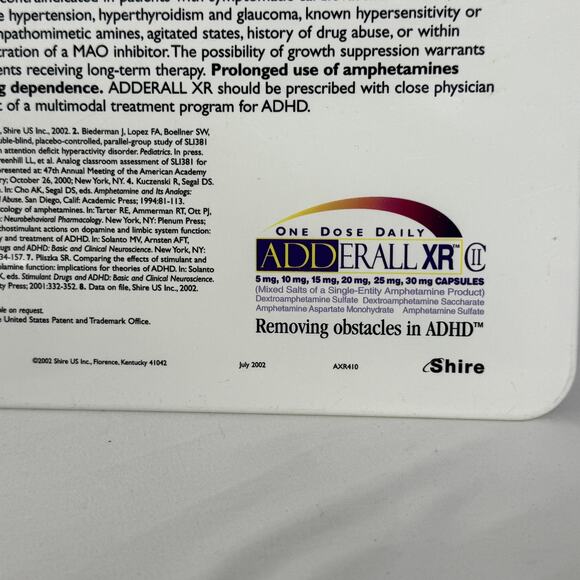 e hypertension, hyperthyroidism and glaucoma, known hypersensitivity or
mpathomimetic amines, agitated states, history of drug abuse, or within
tration of a MAO inhibitor. The possibility of growth suppression warrants
ents receiving long-term therapy. Prolonged use of amphetamines
g dependence. ADDERALL XR should be prescribed with close physician
t of a multimodal treatment program for ADHD.
, Shire US Inc., 2002. 2. Biederman J, Lopez FA, Boellner SW,
uble-blind, placebo-controlled, parallel-group study of SLI381
h attention deficit hyperactivity disorder. Pediatrics. In press.
eenhill LL, et al. Analog classroom assessment of SLI381 for
resented at: 47th Annual Meeting of the American Academy
ry; October 26, 2000; New York, NY. 4. Kuczenski R, Segal DS.
. In: Cho AK, Segal DS, eds. Amphetamine and Its Analogs:
Abuse. San Diego, Calif: Academic Press; 1994:81-113.
cology of amphetamines. In: Tarter RE, Ammerman RT, Ott PJ,
: Neurobehavioral Pharmacology. New York, NY: Plenum Press;
chostimulant actions on dopamine and limbic system function:
y and treatment of ADHD. In: Solanto MV, Arnsten AFT,
rugs and ADHD: Basic and Clinical Neuroscience. New York, NY:
34-157. 7. Pliszka SR. Comparing the effects of stimulant and
olamine function: implications for theories of ADHD. In: Solanto
K, eds. Stimulant Drugs and ADHD: Basic and Clinical Neuroscience.
ty Press; 2001:332-352. 8. Data on file, Shire US Inc., 2002.
ble on request.
e United States Patent and Trademark Office.
ONE DOSE DAILY
ADDERALL XR™ CII
5 mg, 10 mg, 15 mg, 20 mg, 25 mg, 30 mg CAPSULES
(Mixed Salts of a Single-Entity Amphetamine Product)
Dextroamphetamine Sulfate Dextroamphetamine Saccharate
Amphetamine Aspartate Monohydrate Amphetamine Sulfate
Removing obstacles in ADHD™
©2002 Shire US Inc., Florence, Kentucky 41042 July 2002 AXR410
Shire